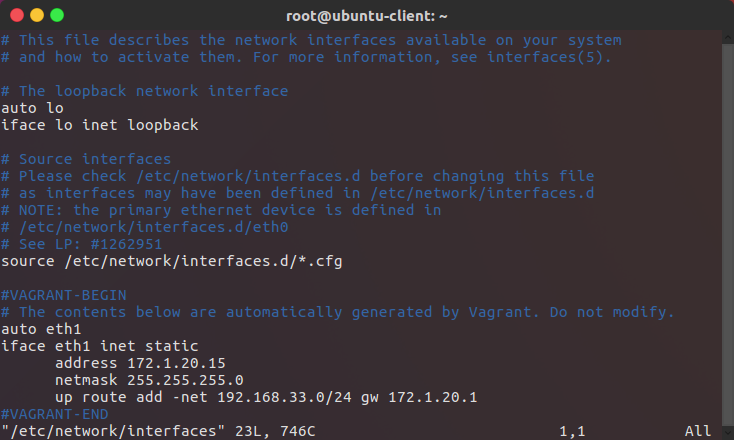 root@ubuntu-client: ~
# This file describes the network interfaces available on your system
# and how to activate them. For more information, see interfaces(5).
# The loopback network interface
auto lo
iface lo inet loopback
# Source interfaces
# Please check /etc/network/interfaces.d before changing this file
# as interfaces may have been defined in /etc/network/interfaces.d
# NOTE: the primary ethernet device is defined in
# /etc/network/interfaces.d/eth0
# See LP: #1262951
source /etc/network/interfaces.d/*.cfg
#VAGRANT-BEGIN
# The contents below are automatically generated by Vagrant. Do not modify.
auto eth1
iface eth1 inet static
      address 172.1.20.15
      netmask 255.255.255.0
      up route add -net 192.168.33.0/24 gw 172.1.20.1
#VAGRANT-END
"/etc/network/interfaces" 23L, 746C 1,1 All